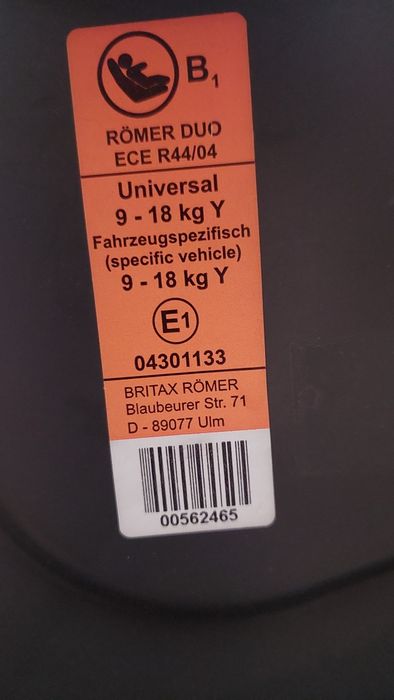 B1
RÖMER DUO
ECE R44/04
Universal
9 - 18 kg Y
Fahrzeugspezifisch
(specific vehicle)
9 - 18 kg Y
E1
04301133
BRITAX RÖMER
Blaubeurer Str. 71
D - 89077 Ulm
00562465